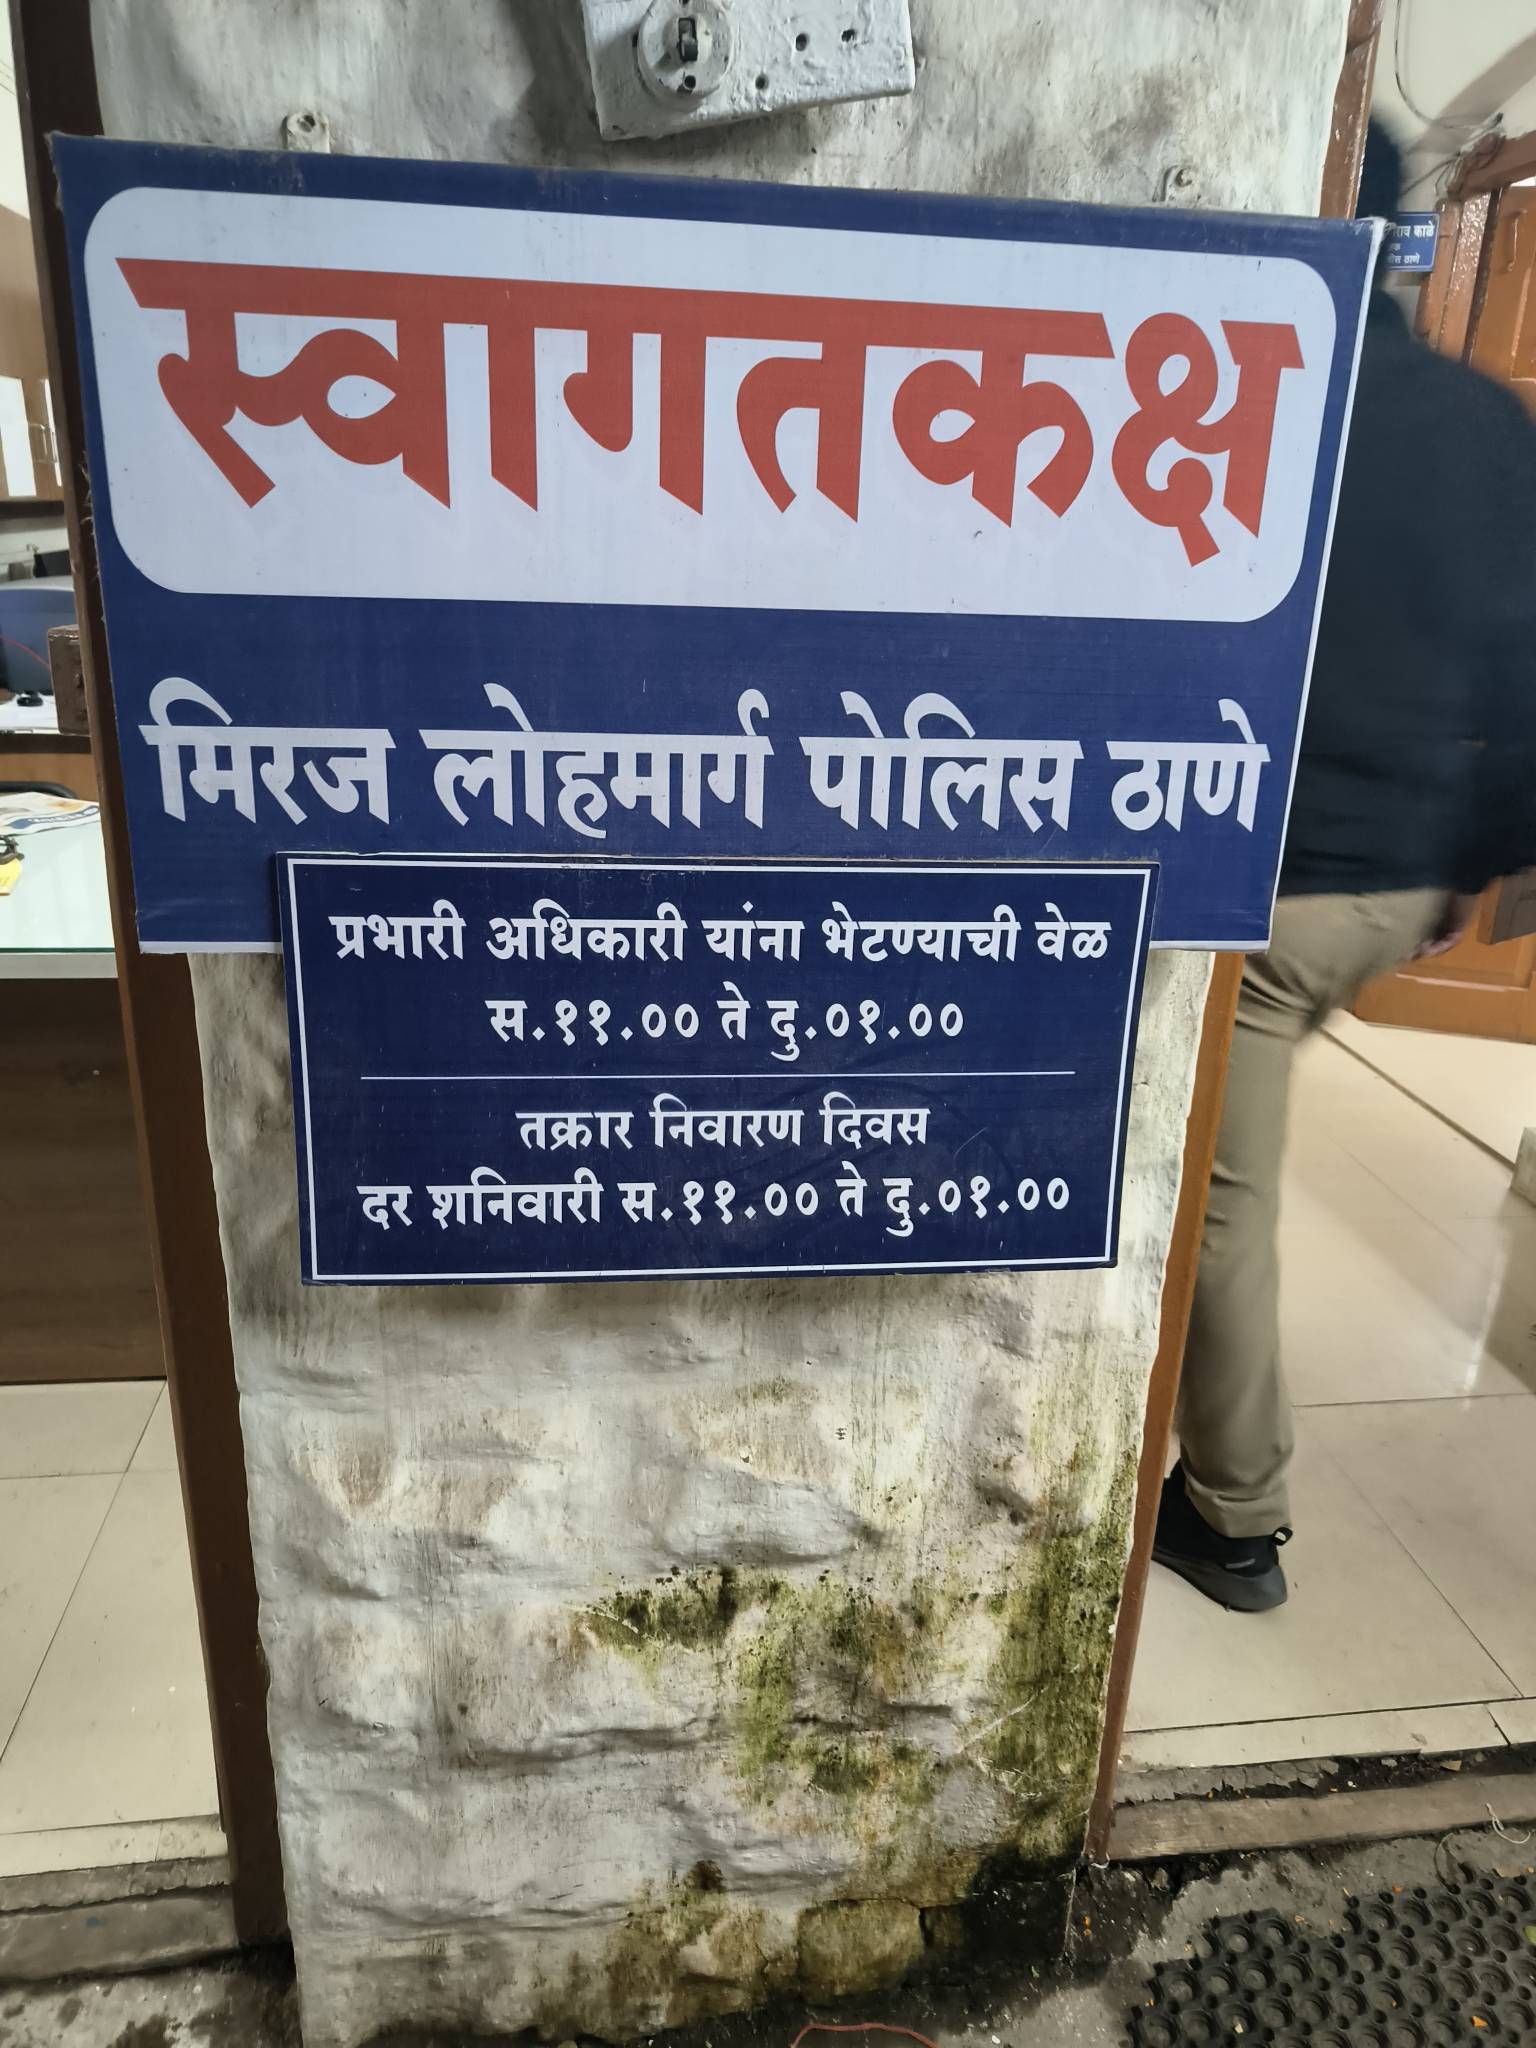 स्वागतकक्ष
मिरज लोहमार्ग पोलिस ठाणे
प्रभारी अधिकारी यांना भेटण्याची वेळ
स.११.०० ते दु.०१.००
तक्रार निवारण दिवस
दर शनिवारी स.११.०० ते दु.०१.००
काळे
ठाणे